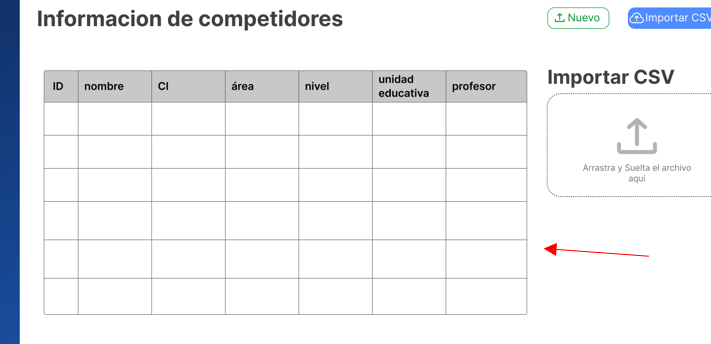 Informacion de competidores
Nuevo
Importar CSV
ID
nombre
CI
área
nivel
unidad
educativa
profesor
Importar CSV
Arrastra y Suelta el archivo
aquí